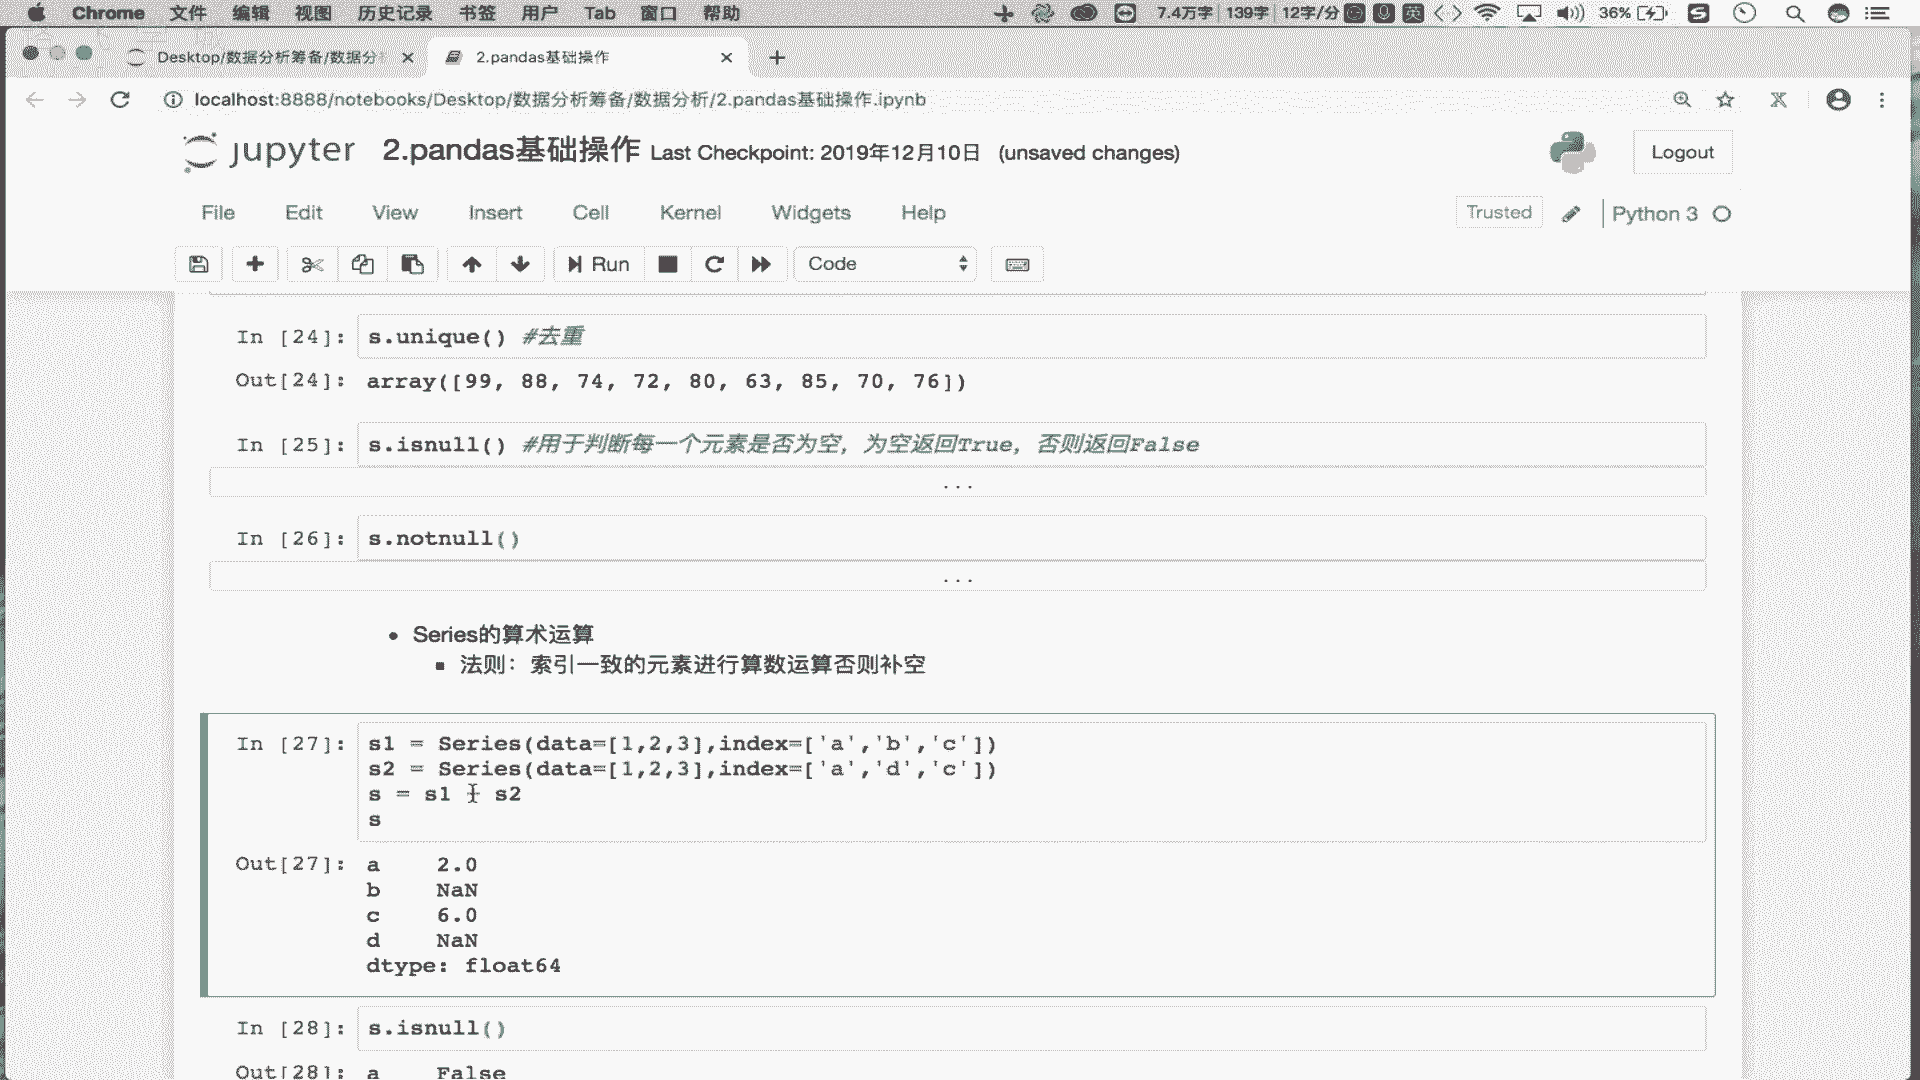 Chrome 文件 编辑 视图 历史记录 书签 用户 Tab 窗口 帮助 7.4万字 139字 12字/分 英 36%
Desktop/数据分析筹备/数据分 2.pandas基础操作
localhost:8888/notebooks/Desktop/数据分析筹备/数据分析/2.pandas基础操作.ipynb
jupyter 2.pandas基础操作 Last Checkpoint: 2019年12月10日 (unsaved changes) Logout
File Edit View Insert Cell Kernel Widgets Help Trusted Python 3
Run Code
In [24]: s.unique() #去重
Out[24]: array([99, 88, 74, 72, 80, 63, 85, 70, 76])
In [25]: s.isnull() #用于判断每一个元素是否为空，为空返回True，否则返回False
...
In [26]: s.notnull()
...
• Series的算术运算
▪ 法则：索引一致的元素进行算数运算否则补空
In [27]: s1 = Series(data=[1,2,3],index=['a','b','c'])
s2 = Series(data=[1,2,3],index=['a','d','c'])
s = s1 + s2
s
Out[27]: a 2.0
b NaN
c 6.0
d NaN
dtype: float64
In [28]: s.isnull()
Out[28]: a False